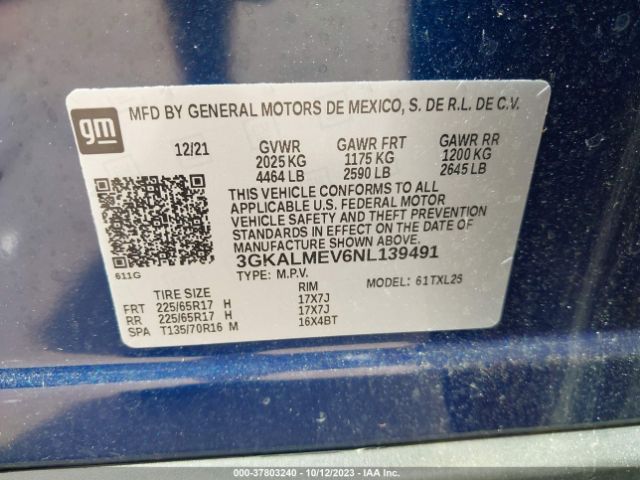 gm
MFD BY GENERAL MOTORS DE MEXICO, S. DE R.L. DE C.V.
12/21 GVWR GAWR FRT GAWR RR
2025 KG 1175 KG 1200 KG
4464 LB 2590 LB 2645 LB
THIS VEHICLE CONFORMS TO ALL
APPLICABLE U.S. FEDERAL MOTOR
VEHICLE SAFETY AND THEFT PREVENTION
STANDARDS IN EFFECT ON THE DATE OF
MANUFACTURE SHOWN ABOVE.
611G
3GKALMEV6NL139491
TYPE: M.P.V. MODEL: 61TXL25
TIRE SIZE RIM
FRT 225/65R17 H 17X7J
RR 225/65R17 H 17X7J
SPA T135/70R16 M 16X4BT
000-37803240 - 10/12/2023 - IAA Inc.